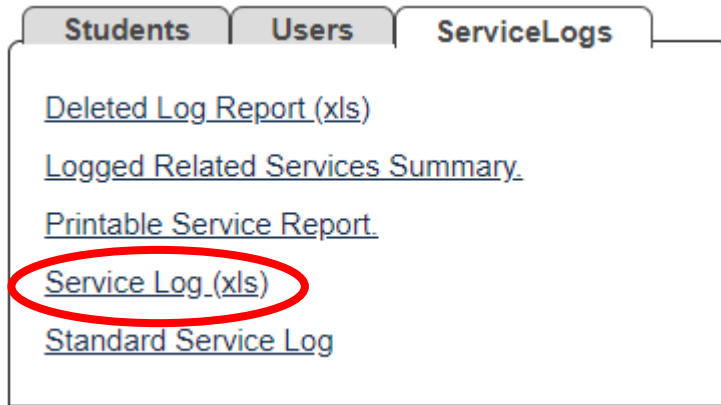 Students Users ServiceLogs
Deleted Log Report (xls)
Logged Related Services Summary.
Printable Service Report.
Service Log (xls)
Standard Service Log